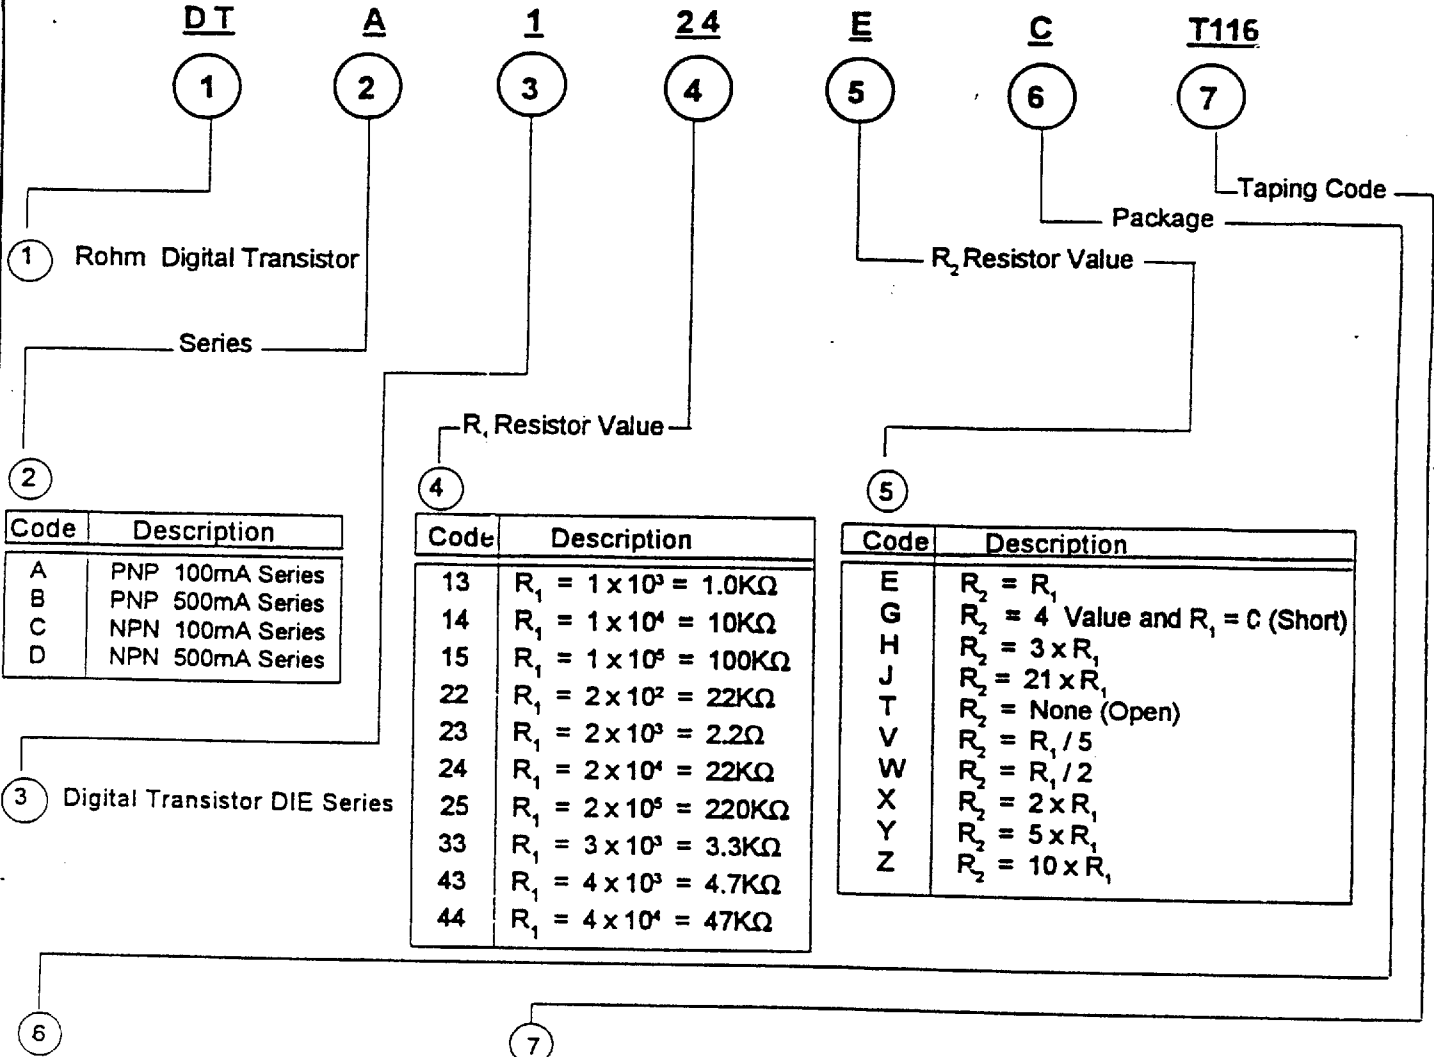 DT A 1 24 E C T116
1 2 3 4 5 6 7
Taping Code
Package
1 Rohm Digital Transistor
R₂ Resistor Value
Series
R₁ Resistor Value
2
4
5
Code Description
A PNP 100mA Series
B PNP 500mA Series
C NPN 100mA Series
D NPN 500mA Series
Code Description
13 R₁ = 1 x 10³ = 1.0KΩ
14 R₁ = 1 x 10⁴ = 10KΩ
15 R₁ = 1 x 10⁵ = 100KΩ
22 R₁ = 2 x 10² = 22KΩ
23 R₁ = 2 x 10³ = 2.2Ω
24 R₁ = 2 x 10⁴ = 22KΩ
25 R₁ = 2 x 10⁵ = 220KΩ
33 R₁ = 3 x 10³ = 3.3KΩ
43 R₁ = 4 x 10³ = 4.7KΩ
44 R₁ = 4 x 10⁴ = 47KΩ
Code Description
E R₂ = R₁
G R₂ = 4 Value and R₁ = C (Short)
H R₂ = 3 x R₁
J R₂ = 21 x R₁
T R₂ = None (Open)
V R₂ = R₁ / 5
W R₂ = R₁ / 2
X R₂ = 2 x R₁
Y R₂ = 5 x R₁
Z R₂ = 10 x R₁
3 Digital Transistor DIE Series
6
7